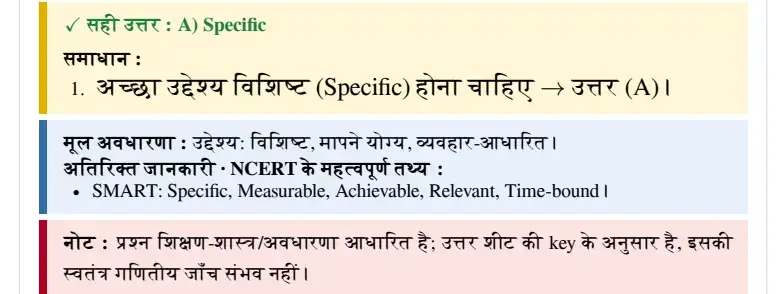 ✓ सही उत्तर : A) Specific
समाधान :
1. अच्छा उद्देश्य विशिष्ट (Specific) होना चाहिए → उत्तर (A)।
मूल अवधारणा : उद्देश्य: विशिष्ट, मापने योग्य, व्यवहार-आधारित।
अतिरिक्त जानकारी · NCERT के महत्वपूर्ण तथ्य :
• SMART: Specific, Measurable, Achievable, Relevant, Time-bound।
नोट : प्रश्न शिक्षण-शास्त्र/अवधारणा आधारित है; उत्तर शीट की key के अनुसार है, इसकी
स्वतंत्र गणितीय जाँच संभव नहीं।